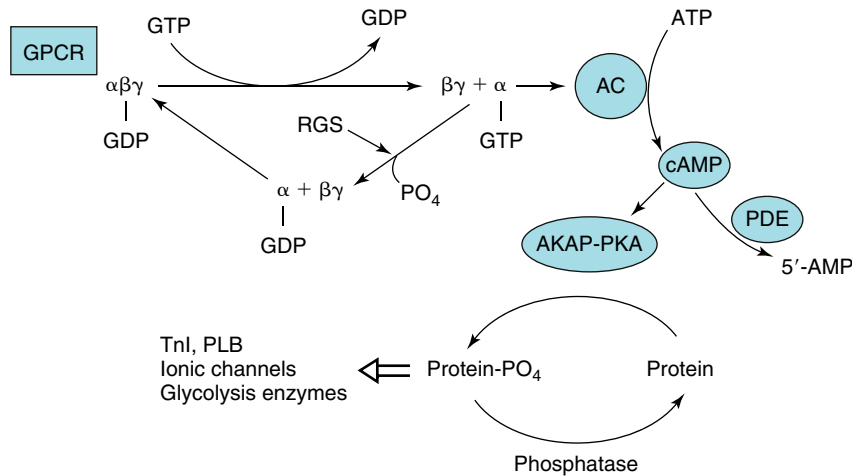 GTP
GDP
ATP
GPCR
αβγ
GDP
βγ + α
GTP
AC
RGS
PO₄
α + βγ
GDP
cAMP
AKAP-PKA
PDE
5′-AMP
TnI, PLB
Ionic channels
Glycolysis enzymes
Protein-PO₄
Protein
Phosphatase